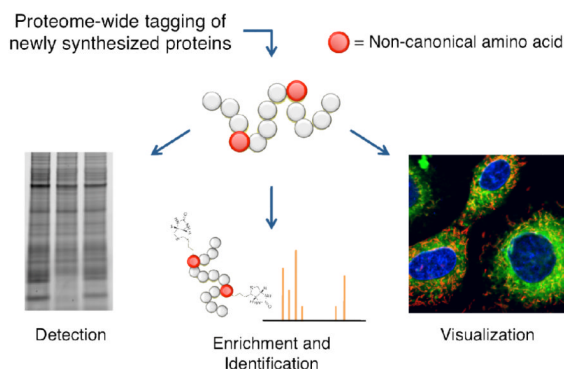 Proteome-wide tagging of
newly synthesized proteins
= Non-canonical amino acid
Detection
Enrichment and
Identification
Visualization